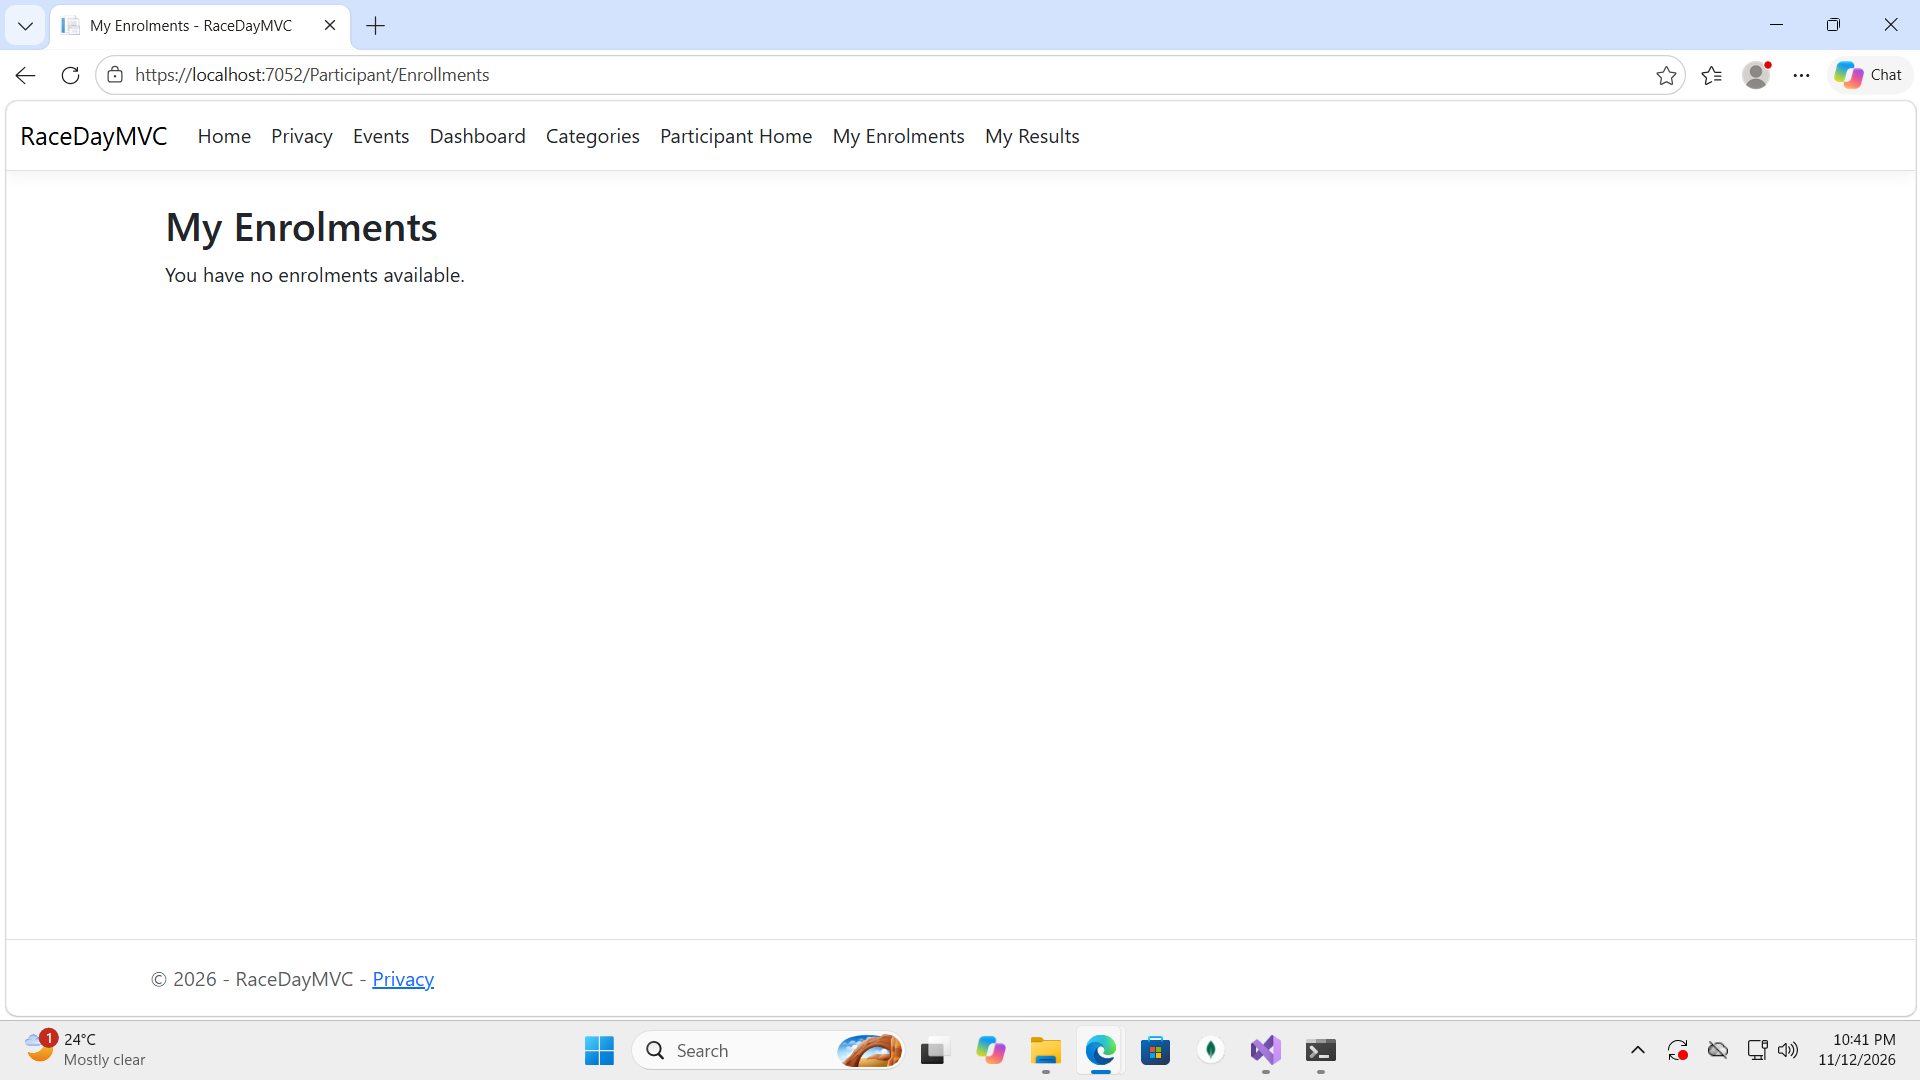 My Enrolments - RaceDayMVC
https://localhost:7052/Participant/Enrollments
Chat
RaceDayMVC Home Privacy Events Dashboard Categories Participant Home My Enrolments My Results
My Enrolments
You have no enrolments available.
© 2026 - RaceDayMVC - Privacy
1
24°C
Mostly clear
Search
10:41 PM
11/12/2026